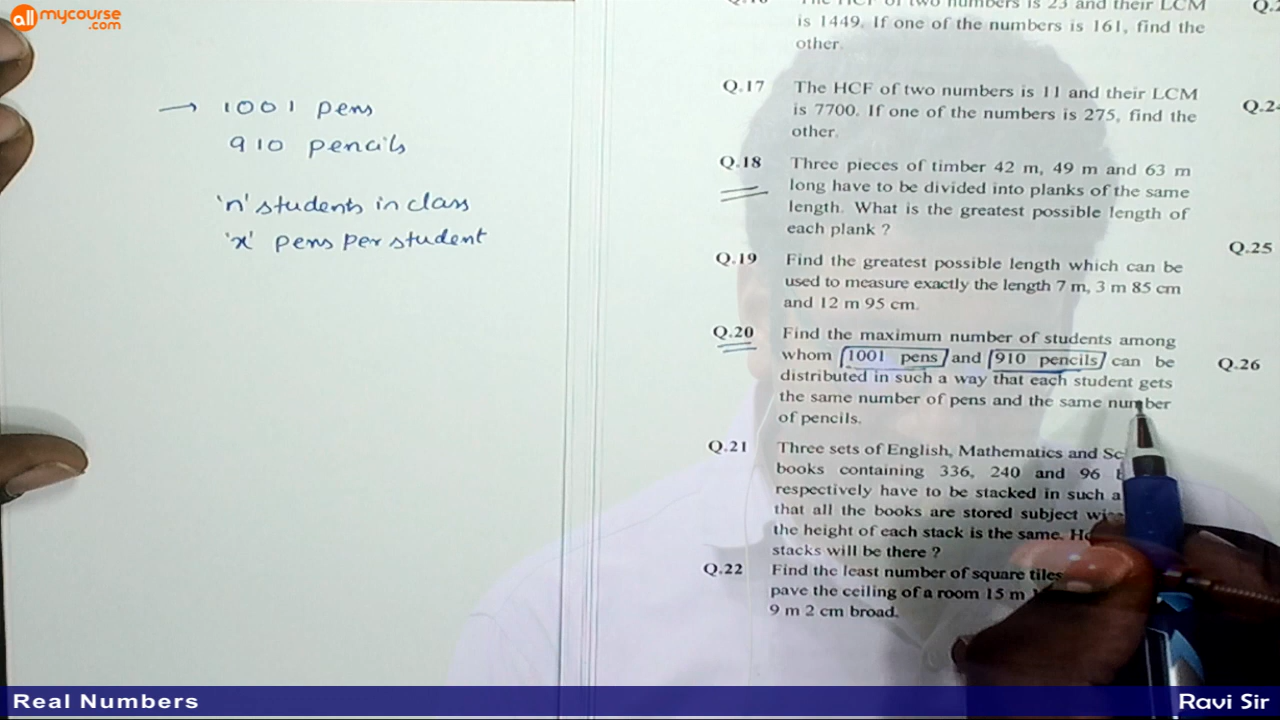 all mycourse
.com
→ 1001 pens
910 pencils
'n' students in class
'x' pens per student
is 1449. If one of the numbers is 161, find the
other.
Q.17 The HCF of two numbers is 11 and their LCM
is 7700. If one of the numbers is 275, find the
other.
Q.18 Three pieces of timber 42 m, 49 m and 63 m
long have to be divided into planks of the same
length. What is the greatest possible length of
each plank ?
Q.19 Find the greatest possible length which can be
used to measure exactly the length 7 m, 3 m 85 cm
and 12 m 95 cm.
Q.20 Find the maximum number of students among
whom 1001 pens and 910 pencils can be
distributed in such a way that each student gets
the same number of pens and the same number
of pencils.
Q.21 Three sets of English, Mathematics and Sc
books containing 336, 240 and 96
respectively have to be stacked in such a
that all the books are stored subject
the height of each stack is the same.
stacks will be there ?
Q.22 Find the least number of square tiles
pave the ceiling of a room 15 m
9 m 2 cm broad.
Q.25
Q.26
Real Numbers
Ravi Sir